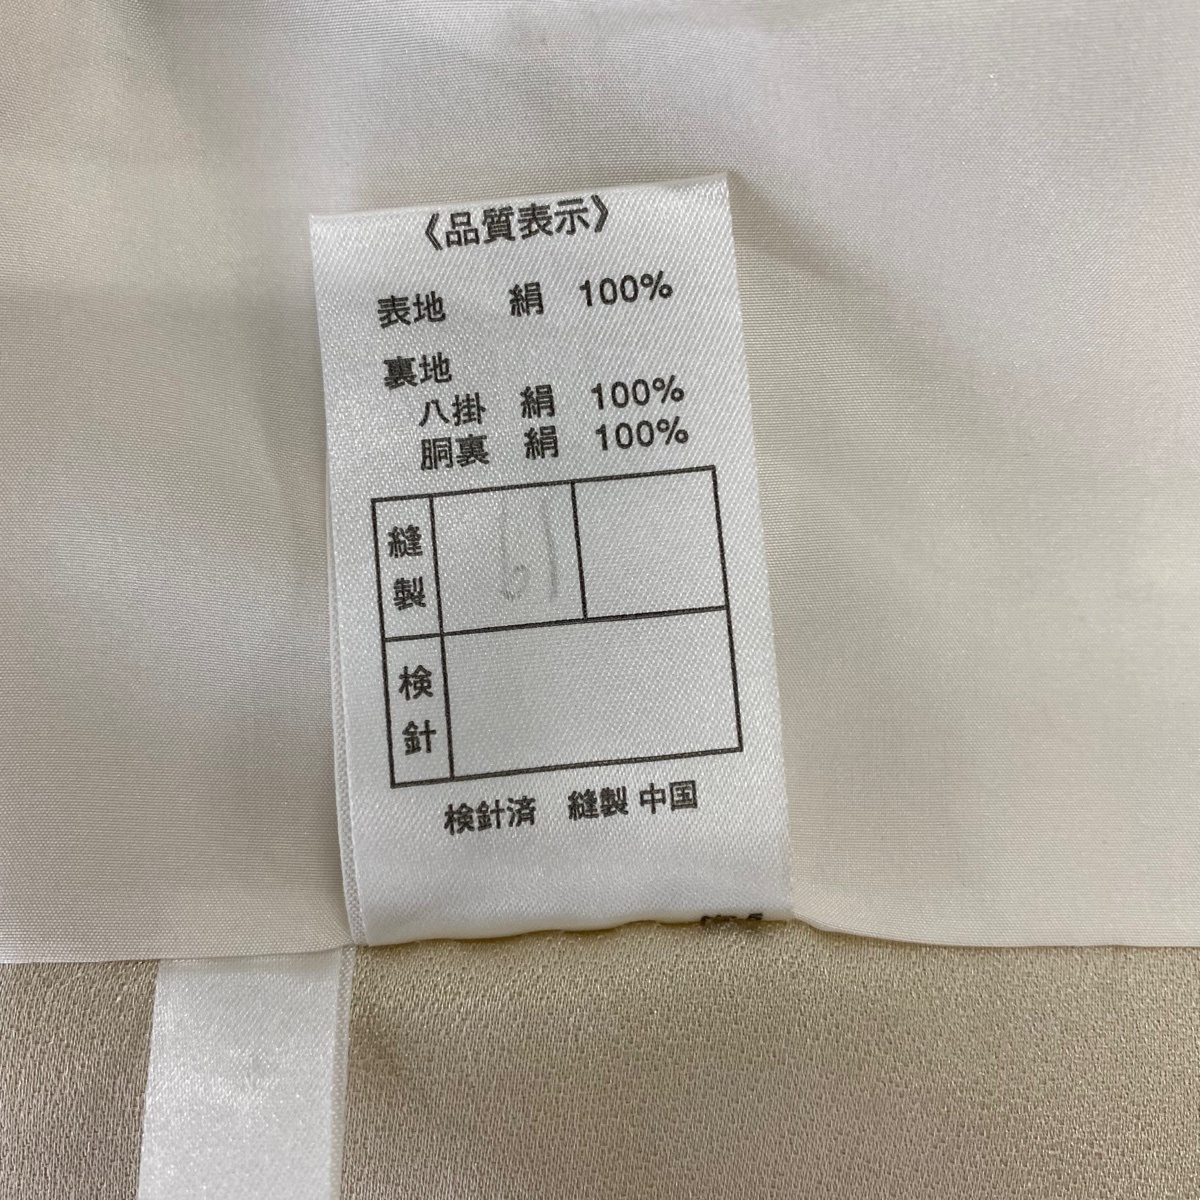 《品質表示》
表地 絹 100%
裏地
八掛 絹 100%
胴裏 絹 100%
縫製 61
検針
検針済 縫製 中国